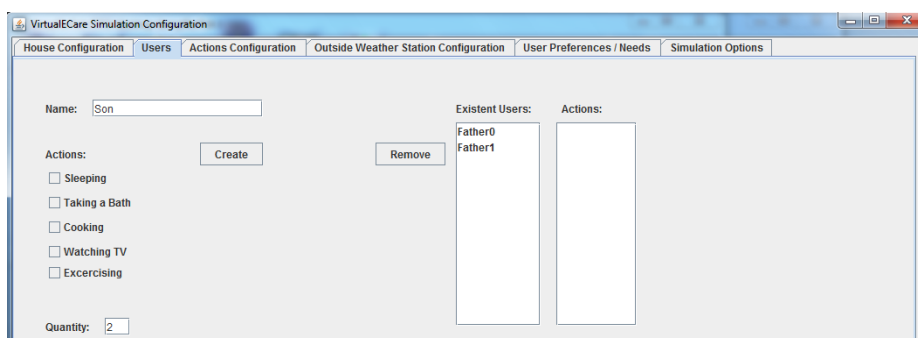 VirtualECare Simulation Configuration
House Configuration Users Actions Configuration Outside Weather Station Configuration User Preferences / Needs Simulation Options
Name: Son Existent Users: Actions:
Father0
Father1
Actions: Create Remove
Sleeping
Taking a Bath
Cooking
Watching TV
Excercising
Quantity: 2